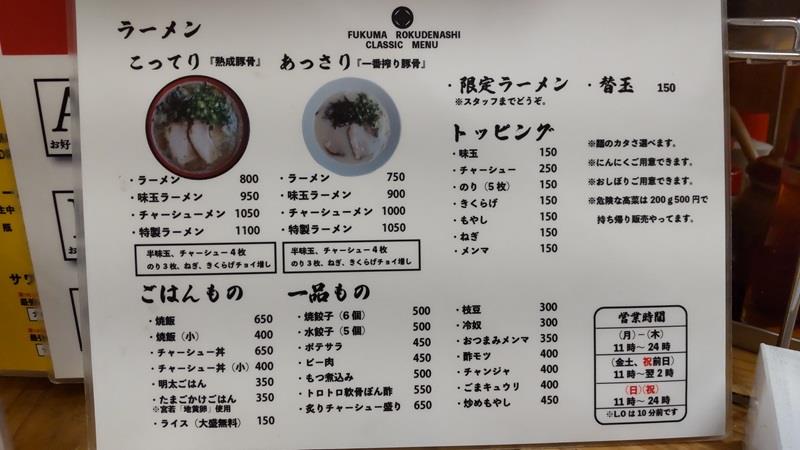 ラーメン
FUKUMA ROKUDENASHI
CLASSIC MENU
こってり『熟成豚骨』
・ラーメン 800
・味玉ラーメン 950
・チャーシューメン 1050
・特製ラーメン 1100
半味玉、チャーシュー4枚
のり3枚、ねぎ、きくらげチョイ増し
あっさり『一番搾り豚骨』
・ラーメン 750
・味玉ラーメン 900
・チャーシューメン 1000
・特製ラーメン 1050
半味玉、チャーシュー4枚
のり3枚、ねぎ、きくらげチョイ増し
・限定ラーメン ・替玉 150
※スタッフまでどうぞ。
トッピング
・味玉 150
・チャーシュー 250
・のり(5枚) 150
・きくらげ 150
・もやし 150
・ねぎ 150
・メンマ 150
※麺のカタさ選べます。
※にんにくご用意できます。
※おしぼりご用意できます。
※危険な高菜は200g500円で
持ち帰り販売やってます。
ごはんもの
・焼飯 650
・焼飯(小) 400
・チャーシュー丼 650
・チャーシュー丼(小) 400
・明太ごはん 350
・たまごかけごはん 350
※宮若「地黄卵」使用
・ライス(大盛無料) 150
一品もの
・焼餃子(6個) 500
・水餃子(5個) 500
・ポテサラ 450
・ピー肉 450
・もつ煮込み 500
・トロトロ軟骨ぽん酢 550
・炙りチャーシュー盛り 650
・枝豆 300
・冷奴 300
・おつまみメンマ 350
・酢モツ 400
・チャンジャ 400
・ごまキュウリ 400
・炒めもやし 450
営業時間
(月)−(木)
11時〜24時
(金土、祝前日)
11時〜翌2時
(日)(祝)
11時〜24時
※L.Oは10分前です
A
お好